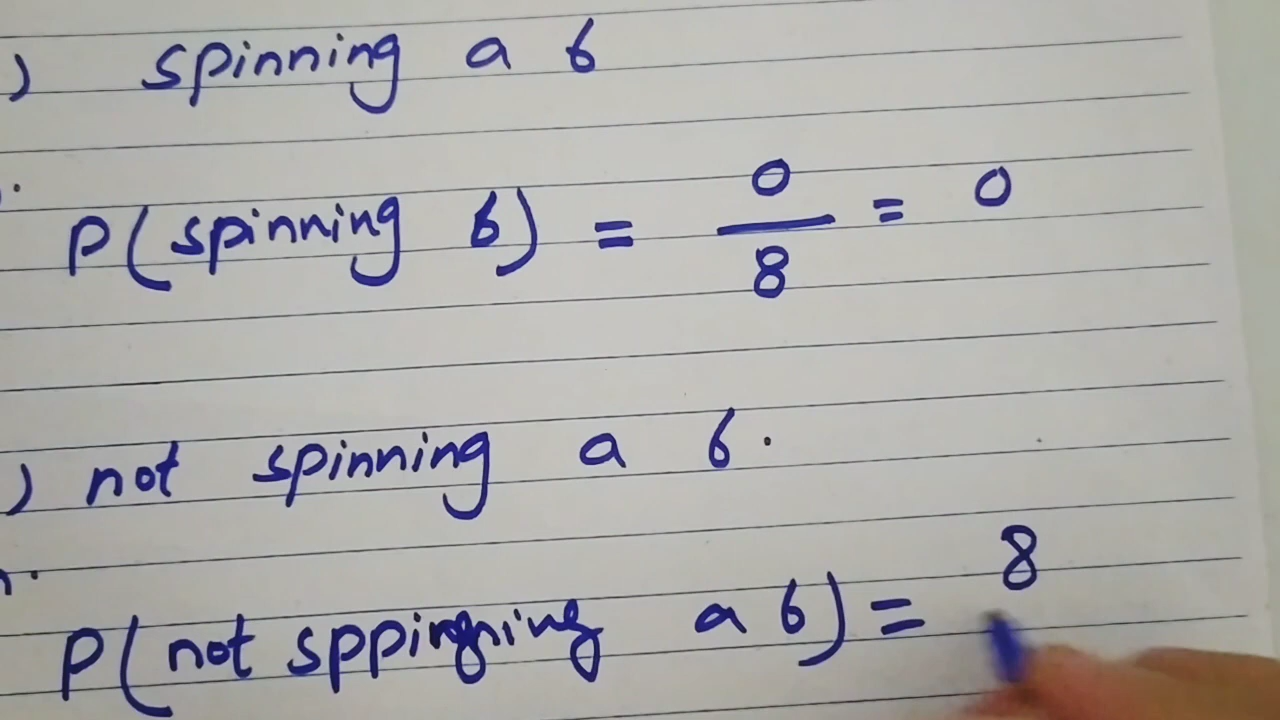 ) spinning a 6
P(spinning 6) = 0/8 = 0
) not spinning a 6.
P(not sppingning a 6) = 8